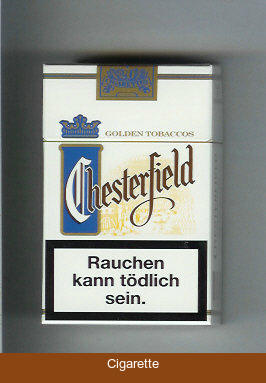 GOLDEN TOBACCOS
Chesterfield
Rauchen
kann tödlich
sein.
Cigarette